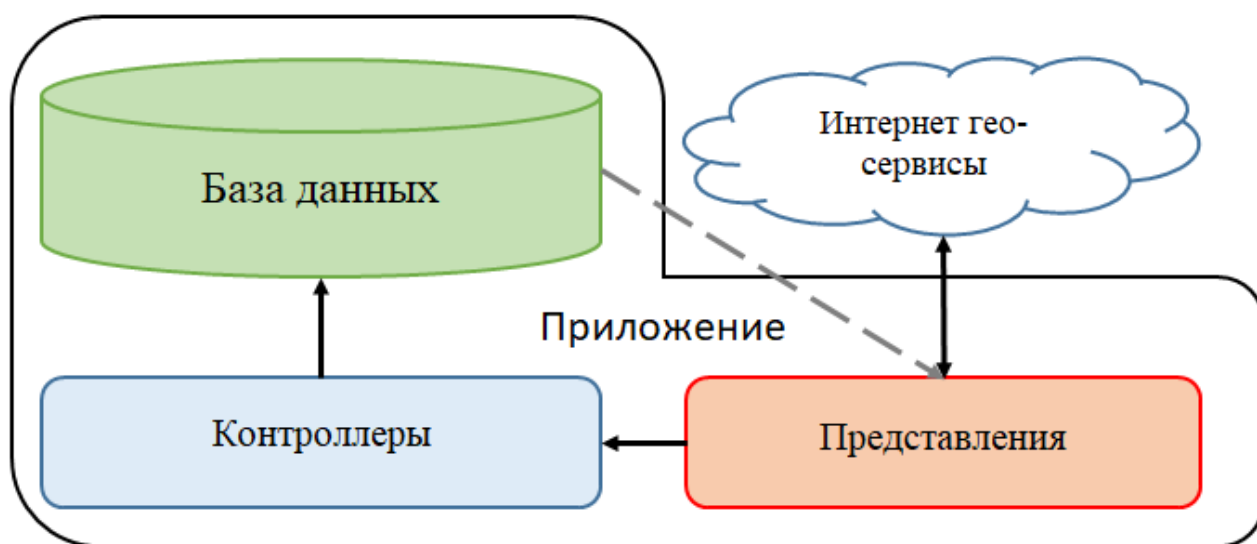 База данных
Интернет гео-
сервисы
Приложение
Контроллеры
Представления